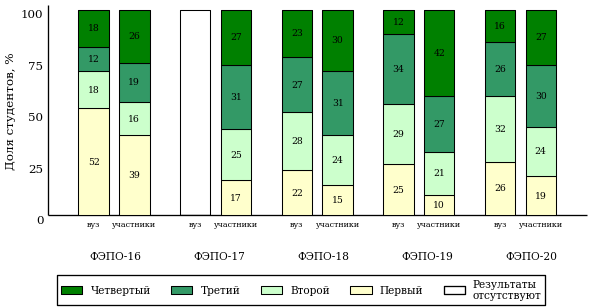 100
75
50
25
0
Доля студентов, %
18 26 27 23 30 12 42 16 27
12 19 31 27 31 34 27 26 30
18 16 25 28 24 29 21 32 24
52 39 17 22 15 25 10 26 19
вуз участники вуз участники вуз участники вуз участники вуз участники
ФЭПО-16 ФЭПО-17 ФЭПО-18 ФЭПО-19 ФЭПО-20
Четвертый Третий Второй Первый Результаты
отсутствуют